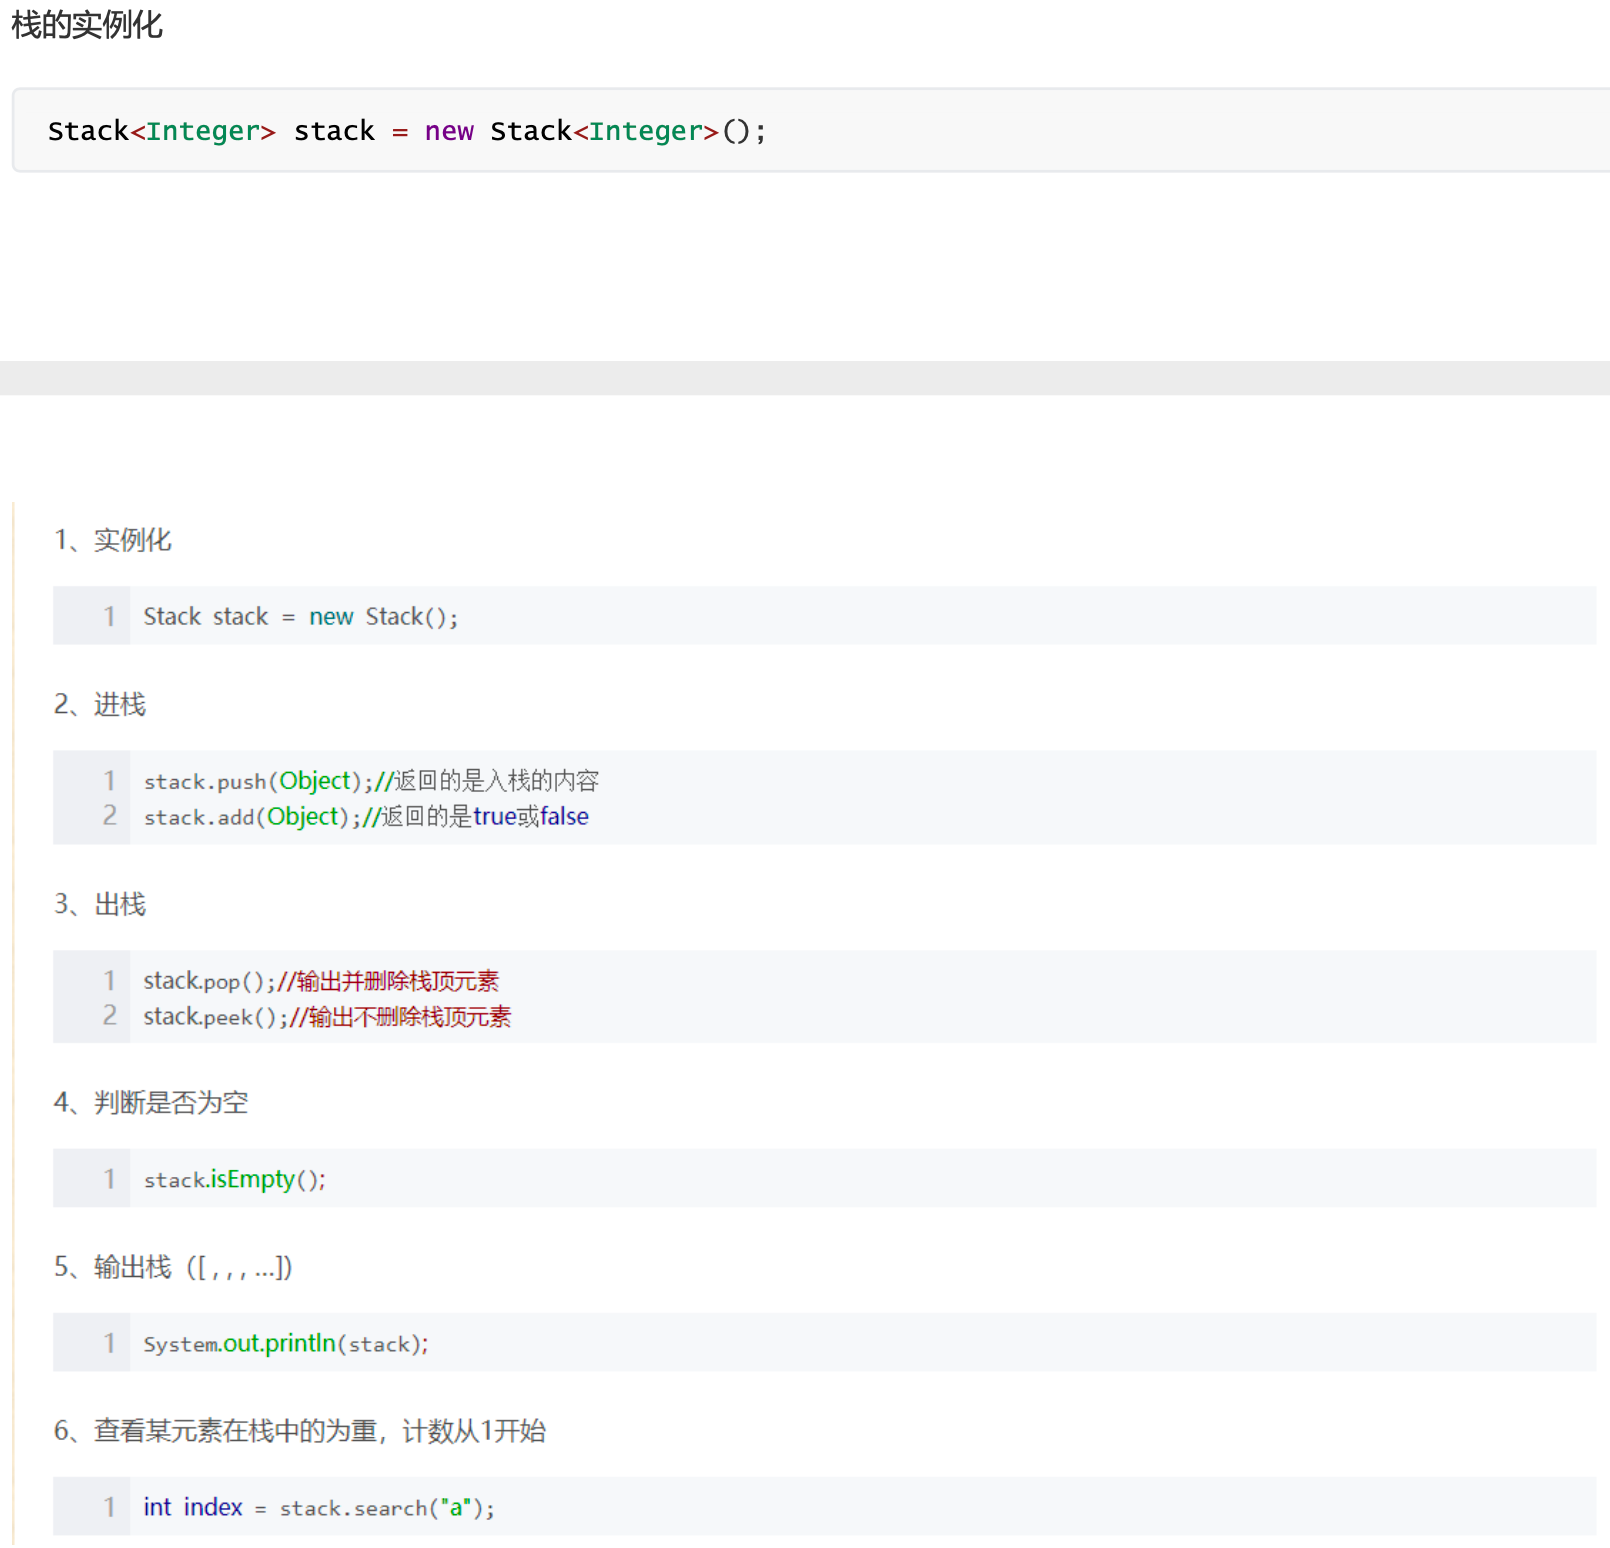 栈的实例化
Stack<Integer> stack = new Stack<Integer>();
1、实例化
1 Stack stack = new Stack();
2、进栈
1 stack.push(Object);//返回的是入栈的内容
2 stack.add(Object);//返回的是true或false
3、出栈
1 stack.pop();//输出并删除栈顶元素
2 stack.peek();//输出不删除栈顶元素
4、判断是否为空
1 stack.isEmpty();
5、输出栈（[ , , , ...]）
1 System.out.println(stack);
6、查看某元素在栈中的为重，计数从1开始
1 int index = stack.search("a");